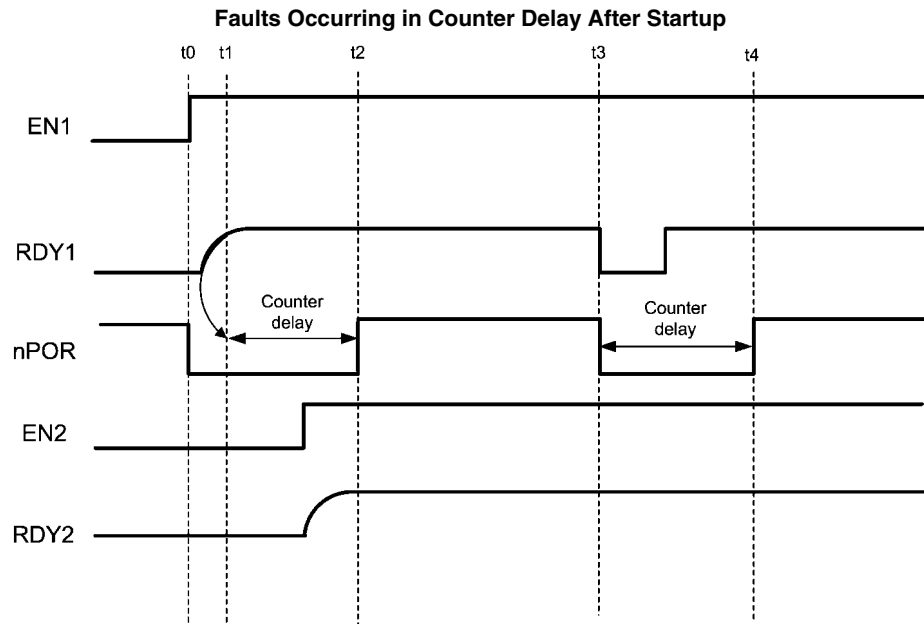 Faults Occurring in Counter Delay After Startup
t0 t1 t2 t3 t4
EN1
RDY1
Counter
delay
Counter
delay
nPOR
EN2
RDY2